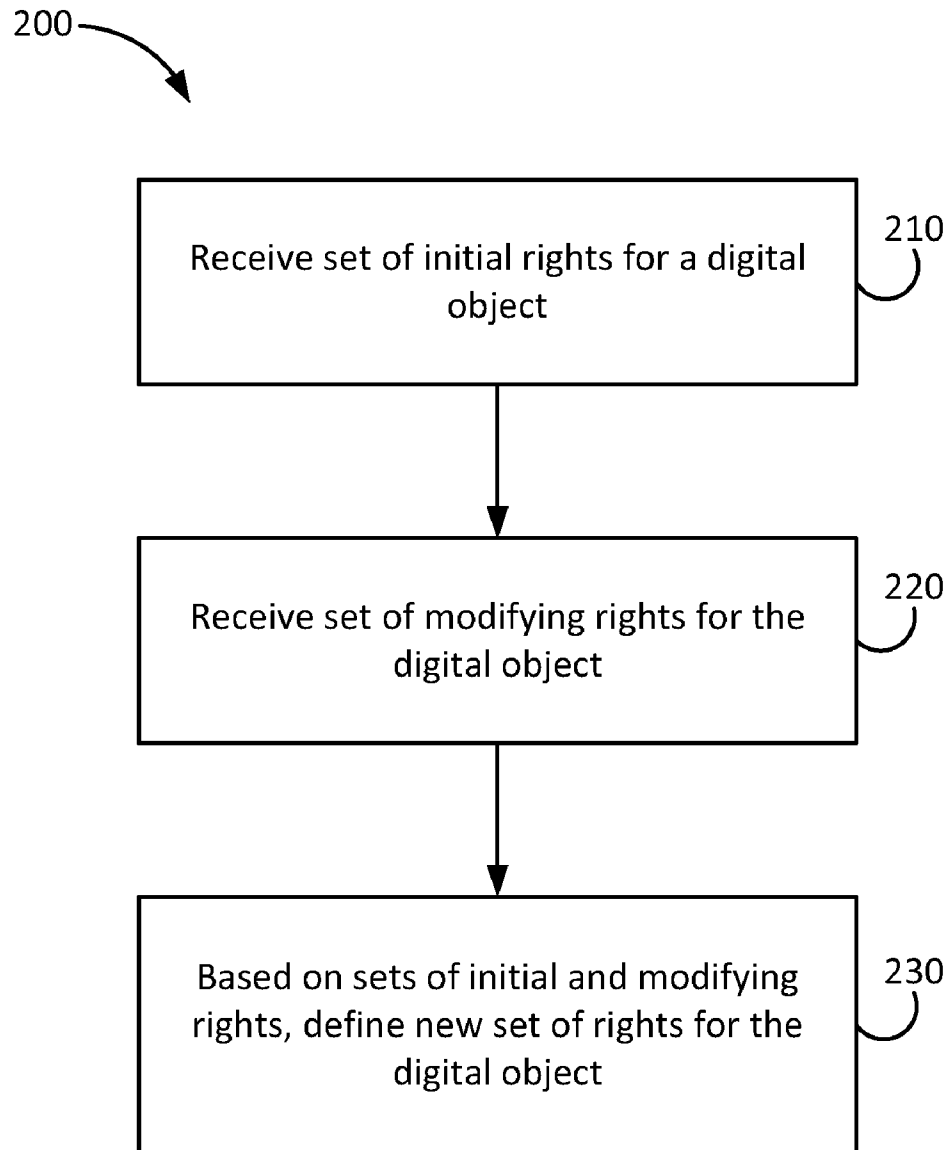 200
Receive set of initial rights for a digital
object
210
Receive set of modifying rights for the
digital object
220
Based on sets of initial and modifying
rights, define new set of rights for the
digital object
230